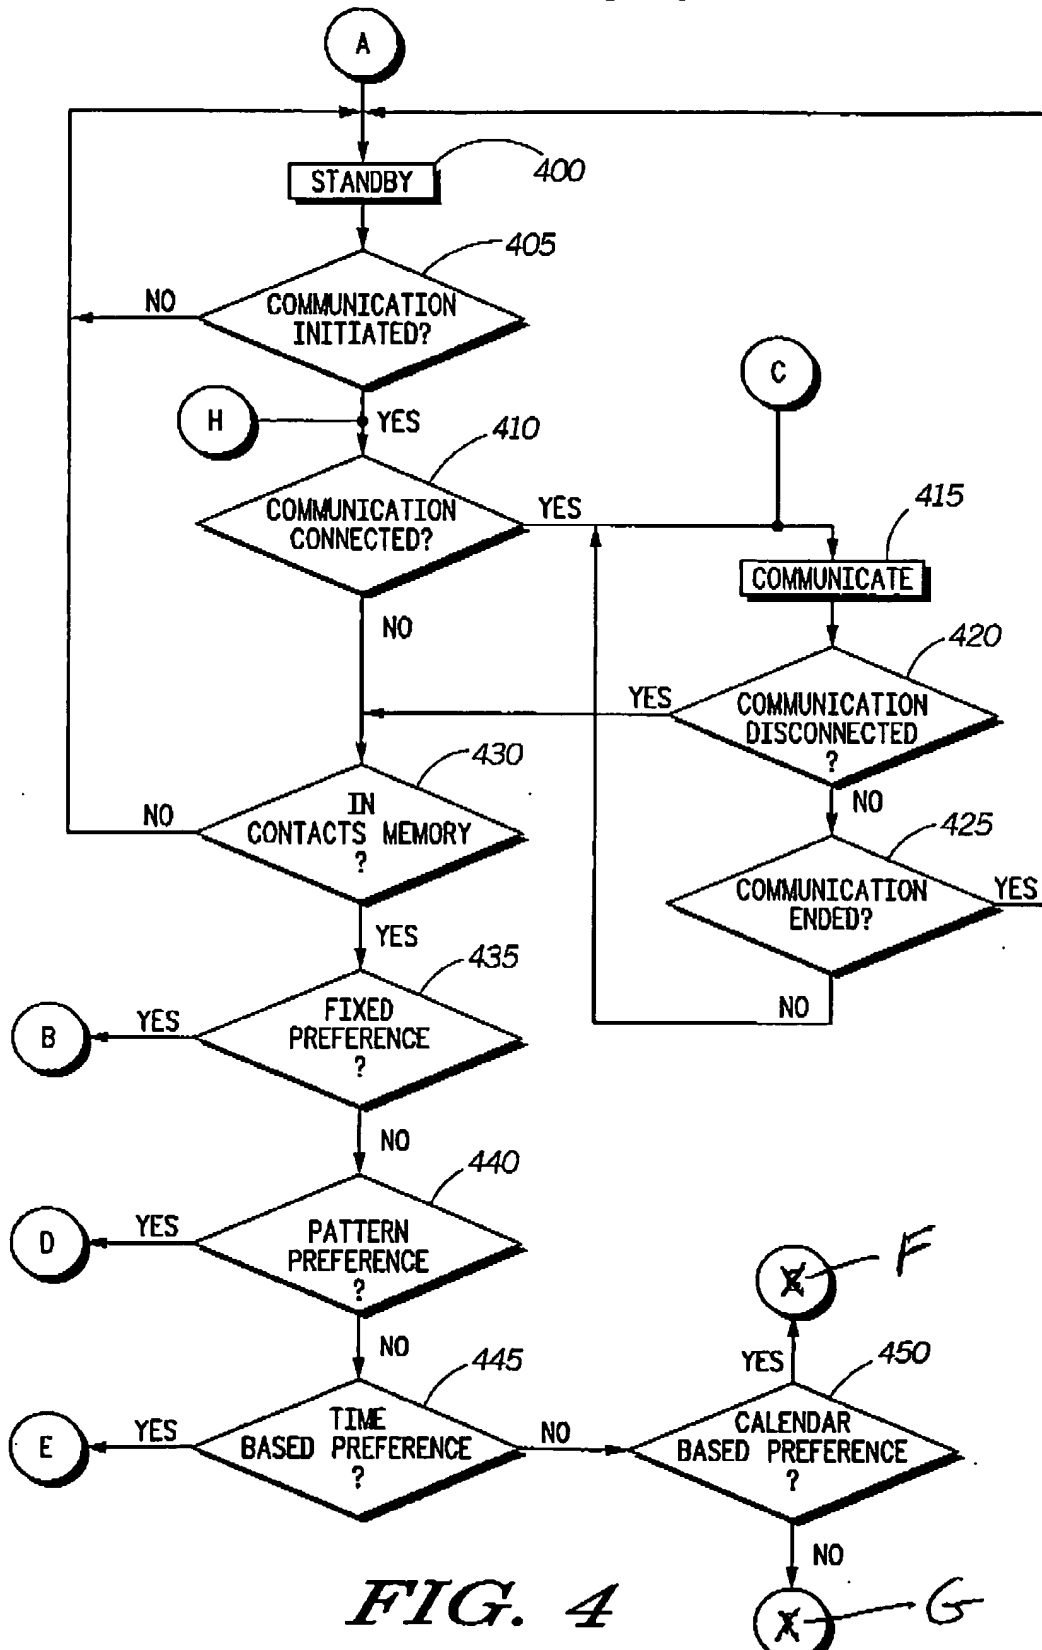 A
STANDBY
400
405
COMMUNICATION
INITIATED?
NO
YES
H
C
410
COMMUNICATION
CONNECTED?
YES
NO
415
COMMUNICATE
420
COMMUNICATION
DISCONNECTED
?
YES
NO
425
COMMUNICATION
ENDED?
YES
NO
430
IN
CONTACTS MEMORY
?
NO
YES
435
FIXED
PREFERENCE
?
YES
B
NO
440
PATTERN
PREFERENCE
?
YES
D
NO
445
TIME
BASED PREFERENCE
?
YES
E
NO
F
YES
450
CALENDAR
BASED PREFERENCE
?
NO
G
FIG. 4